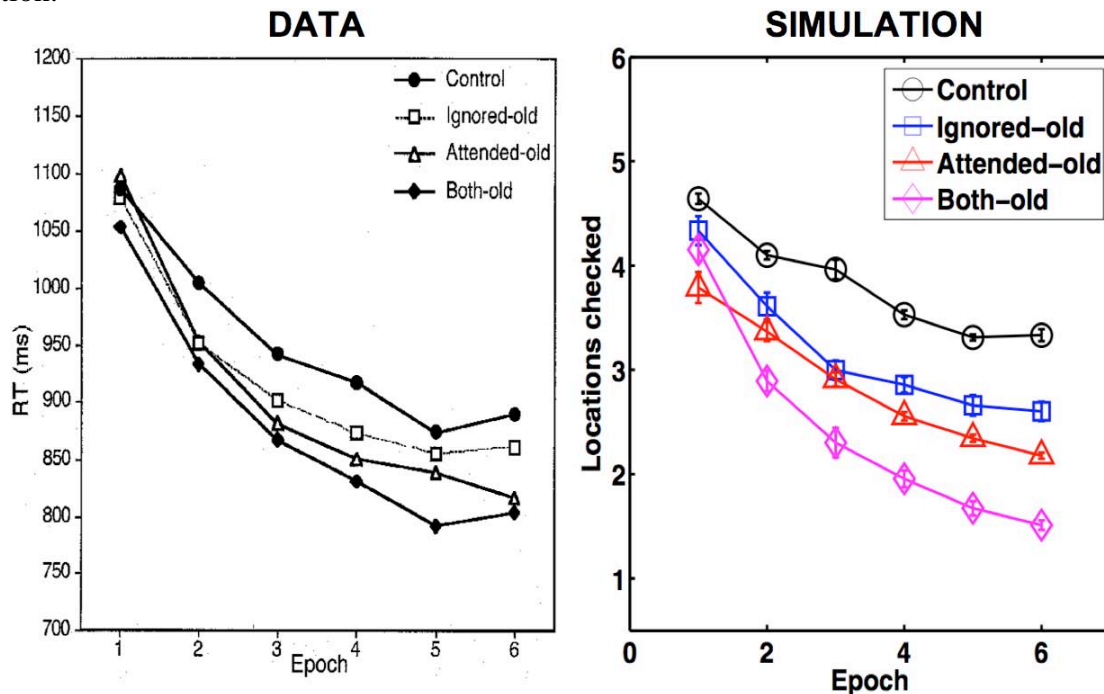 tion.
DATA
1200
1150
1100
1050
1000
950
900
850
800
750
700
RT (ms)
1 2 3 4 5 6
Epoch
Control
Ignored-old
Attended-old
Both-old
SIMULATION
6
5
4
3
2
1
Locations checked
0 2 4 6
Epoch
Control
Ignored-old
Attended-old
Both-old